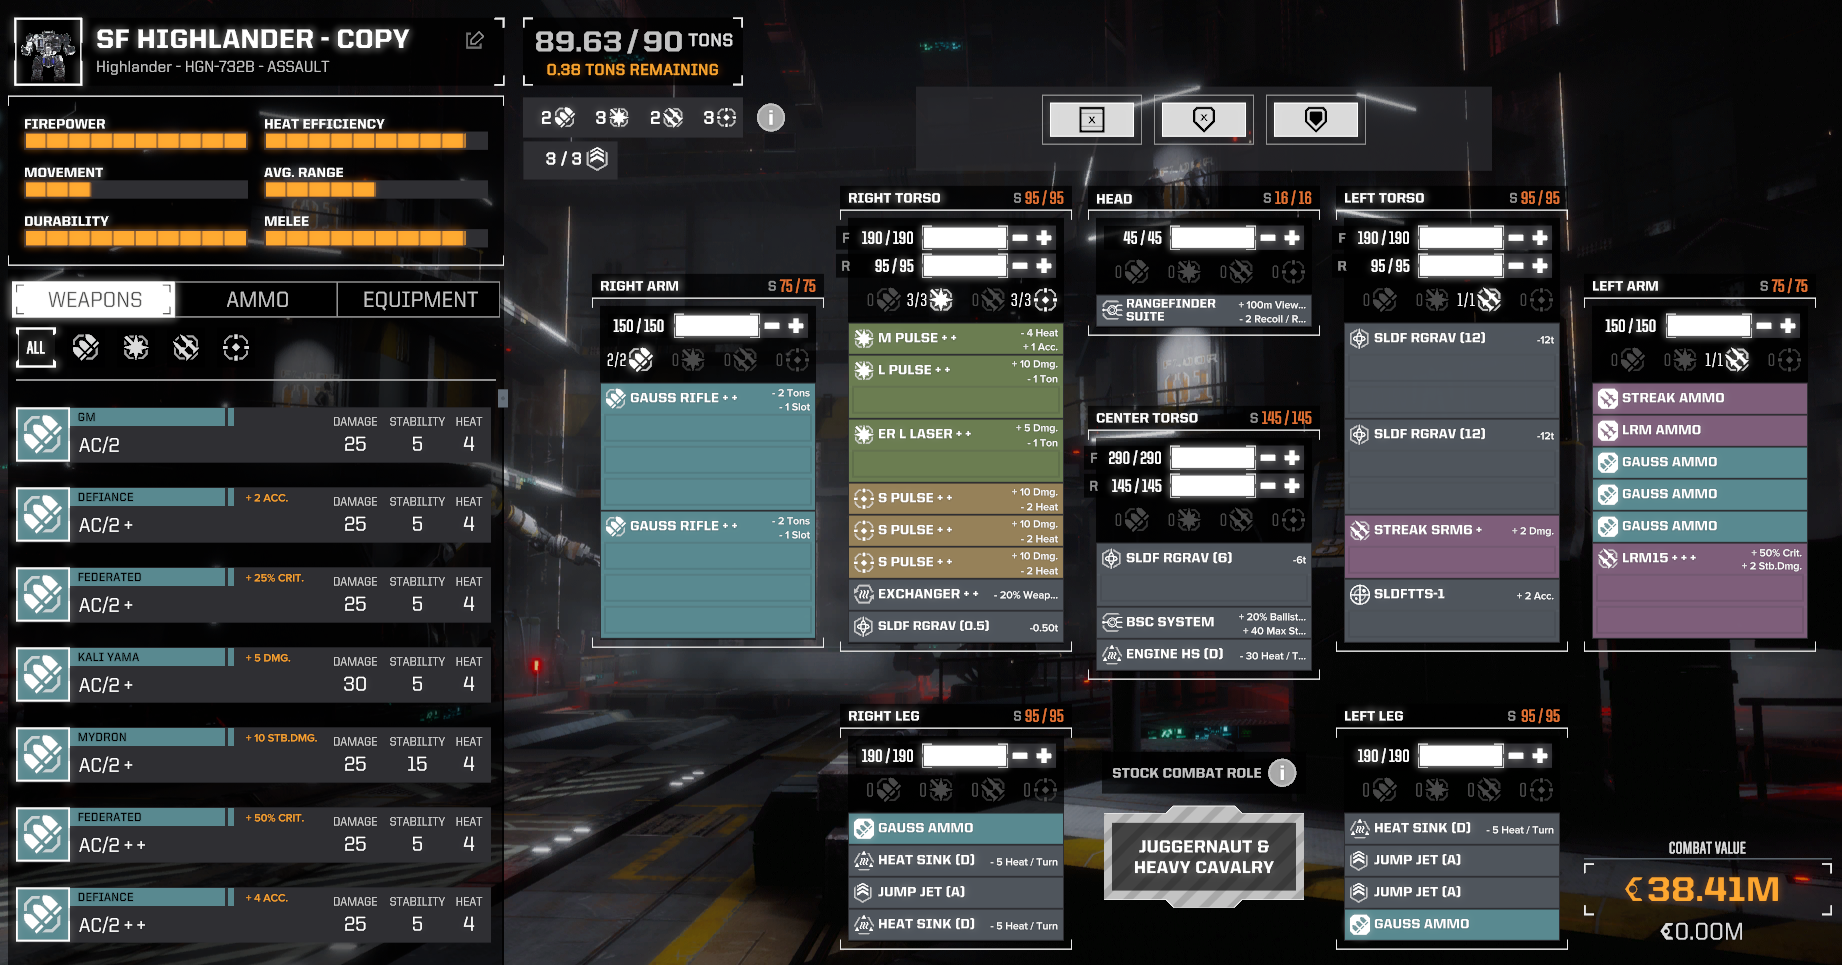 SF HIGHLANDER - COPY
Highlander - HGN-732B - ASSAULT
89.63/90 TONS
0.38 TONS REMAINING
2 3 2 3
3 / 3
FIREPOWER
HEAT EFFICIENCY
MOVEMENT
AVG. RANGE
DURABILITY
MELEE
WEAPONS
AMMO
EQUIPMENT
ALL
GM
DAMAGE STABILITY HEAT
AC/2 25 5 4
DEFIANCE + 2 ACC.
DAMAGE STABILITY HEAT
AC/2 + 25 5 4
FEDERATED + 25% CRIT.
DAMAGE STABILITY HEAT
AC/2 + 25 5 4
KALI YAMA + 5 DMG.
DAMAGE STABILITY HEAT
AC/2 + 30 5 4
MYDRON + 10 STB.DMG.
DAMAGE STABILITY HEAT
AC/2 + 25 15 4
FEDERATED + 50% CRIT.
DAMAGE STABILITY HEAT
AC/2 + + 25 5 4
DEFIANCE + 4 ACC.
DAMAGE STABILITY HEAT
AC/2 + + 25 5 4
RIGHT ARM S 75/75
150/150
2/2 0 0 0
GAUSS RIFLE + + - 2 Tons
- 1 Slot
GAUSS RIFLE + + - 2 Tons
- 1 Slot
RIGHT TORSO S 95/95
F 190/190
R 95/95
0 3/3 0 3/3
M PULSE + + - 4 Heat
+ 1 Acc.
L PULSE + + + 10 Dmg.
- 1 Ton
ER L LASER + + + 5 Dmg.
- 1 Ton
S PULSE + + + 10 Dmg.
- 2 Heat
S PULSE + + + 10 Dmg.
- 2 Heat
S PULSE + + + 10 Dmg.
- 2 Heat
EXCHANGER + + - 20% Weap...
SLDF RGRAV (0.5) -0.50t
HEAD S 16/16
45/45
0 0 0 0
RANGEFINDER SUITE + 100m View...
- 2 Recoil / R...
CENTER TORSO S 145/145
F 290/290
R 145/145
0 0 0 0
SLDF RGRAV (6) -6t
BSC SYSTEM + 20% Ballist...
+ 40 Max St...
ENGINE HS (D) - 30 Heat / T...
LEFT TORSO S 95/95
F 190/190
R 95/95
0 0 1/1 0
SLDF RGRAV (12) -12t
SLDF RGRAV (12) -12t
STREAK SRM6 + + 2 Dmg.
SLDFTTS-1 + 2 Acc.
LEFT ARM S 75/75
150/150
0 0 1/1 0
STREAK AMMO
LRM AMMO
GAUSS AMMO
GAUSS AMMO
GAUSS AMMO
LRM15 + + + + 50% Crit.
+ 2 Stb.Dmg.
RIGHT LEG S 95/95
190/190
0 0 0 0
GAUSS AMMO
HEAT SINK (D) - 5 Heat / Turn
JUMP JET (A)
HEAT SINK (D) - 5 Heat / Turn
STOCK COMBAT ROLE
JUGGERNAUT &
HEAVY CAVALRY
LEFT LEG S 95/95
190/190
0 0 0 0
HEAT SINK (D) - 5 Heat / Turn
JUMP JET (A)
JUMP JET (A)
GAUSS AMMO
COMBAT VALUE
38.41M
0.00M